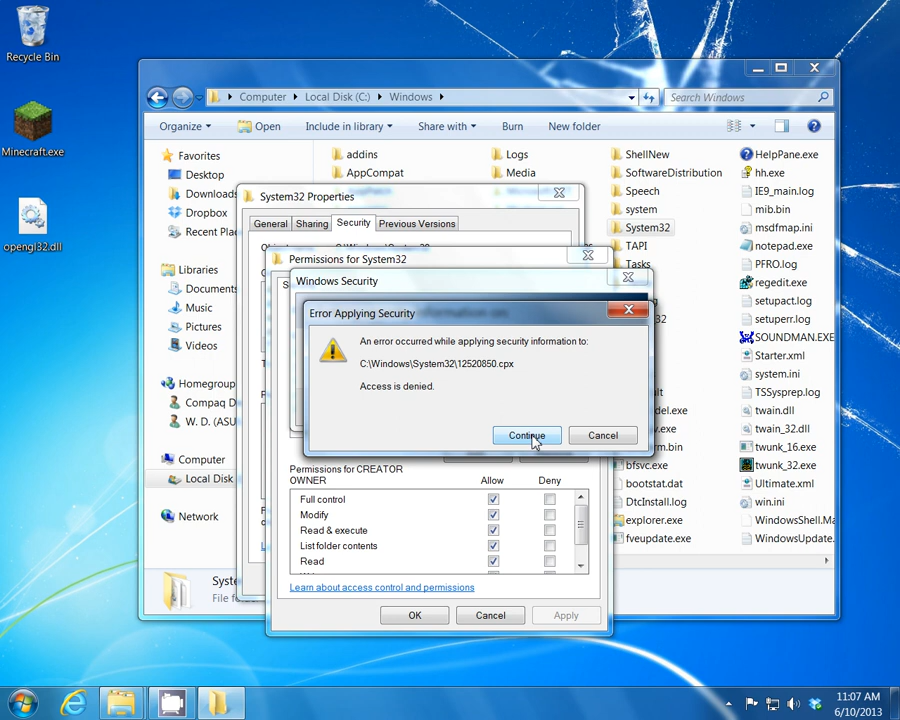 Recycle Bin
Minecraft.exe
opengl32.dll
Computer
Local Disk (C:)
Windows
Search Windows
Organize
Open
Include in library
Share with
Burn
New folder
Favorites
Desktop
Downloads
Dropbox
Recent Plac
Libraries
Documents
Music
Pictures
Videos
Homegroup
Compaq D
W. D. (ASU
Computer
Local Disk
Network
addins
AppCompat
Logs
Media
ShellNew
SoftwareDistribution
Speech
system
System32
TAPI
Tasks
bfsvc.exe
bootstat.dat
DtcInstall.log
explorer.exe
fveupdate.exe
HelpPane.exe
hh.exe
IE9_main.log
mib.bin
msdfmap.ini
notepad.exe
PFRO.log
regedit.exe
setupact.log
setuperr.log
SOUNDMAN.EXE
Starter.xml
system.ini
TSSysprep.log
twain.dll
twain_32.dll
twunk_16.exe
twunk_32.exe
Ultimate.xml
win.ini
WindowsShell.Ma
WindowsUpdate.
System32 Properties
General
Sharing
Security
Previous Versions
Permissions for System32
Windows Security
Error Applying Security
An error occurred while applying security information to:
C:\Windows\System32\12520850.cpx
Access is denied.
Continue
Cancel
Permissions for CREATOR
OWNER
Allow
Deny
Full control
Modify
Read & execute
List folder contents
Read
Learn about access control and permissions
OK
Cancel
Apply
Syste
File fo
11:07 AM
6/10/2013